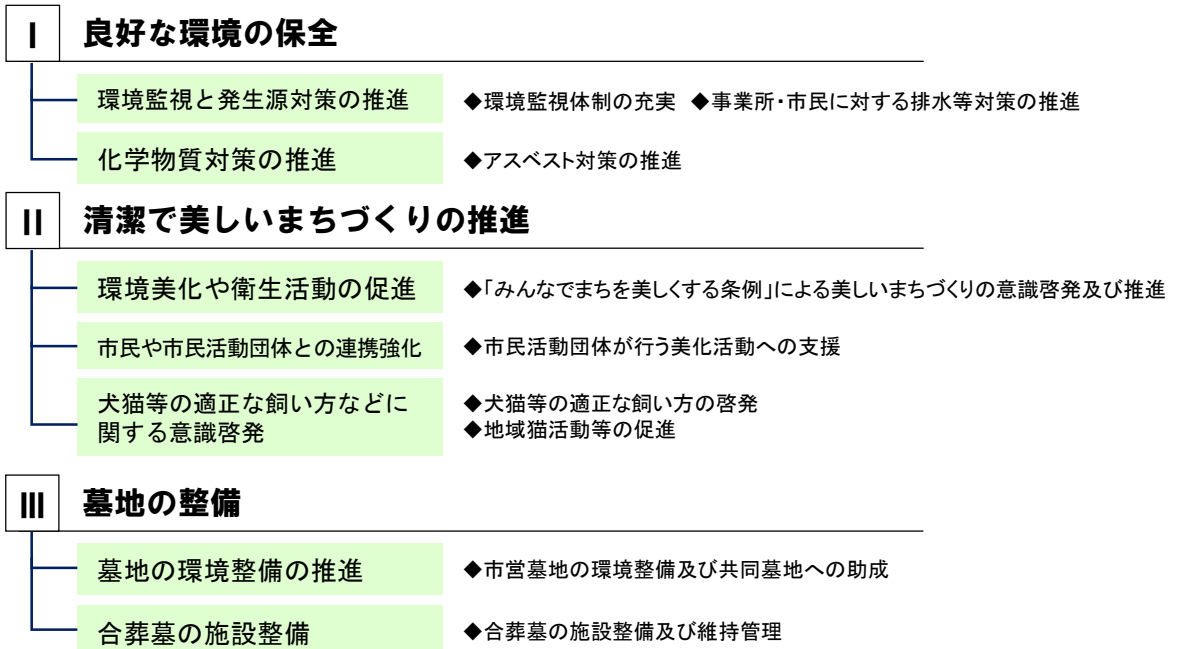 I 良好な環境の保全
環境監視と発生源対策の推進 ◆環境監視体制の充実 ◆事業所・市民に対する排水等対策の推進
化学物質対策の推進 ◆アスベスト対策の推進
II 清潔で美しいまちづくりの推進
環境美化や衛生活動の促進 ◆「みんなでまちを美しくする条例」による美しいまちづくりの意識啓発及び推進
市民や市民活動団体との連携強化 ◆市民活動団体が行う美化活動への支援
犬猫等の適正な飼い方などに
関する意識啓発
◆犬猫等の適正な飼い方の啓発
◆地域猫活動等の促進
III 墓地の整備
墓地の環境整備の推進 ◆市営墓地の環境整備及び共同墓地への助成
合葬墓の施設整備 ◆合葬墓の施設整備及び維持管理